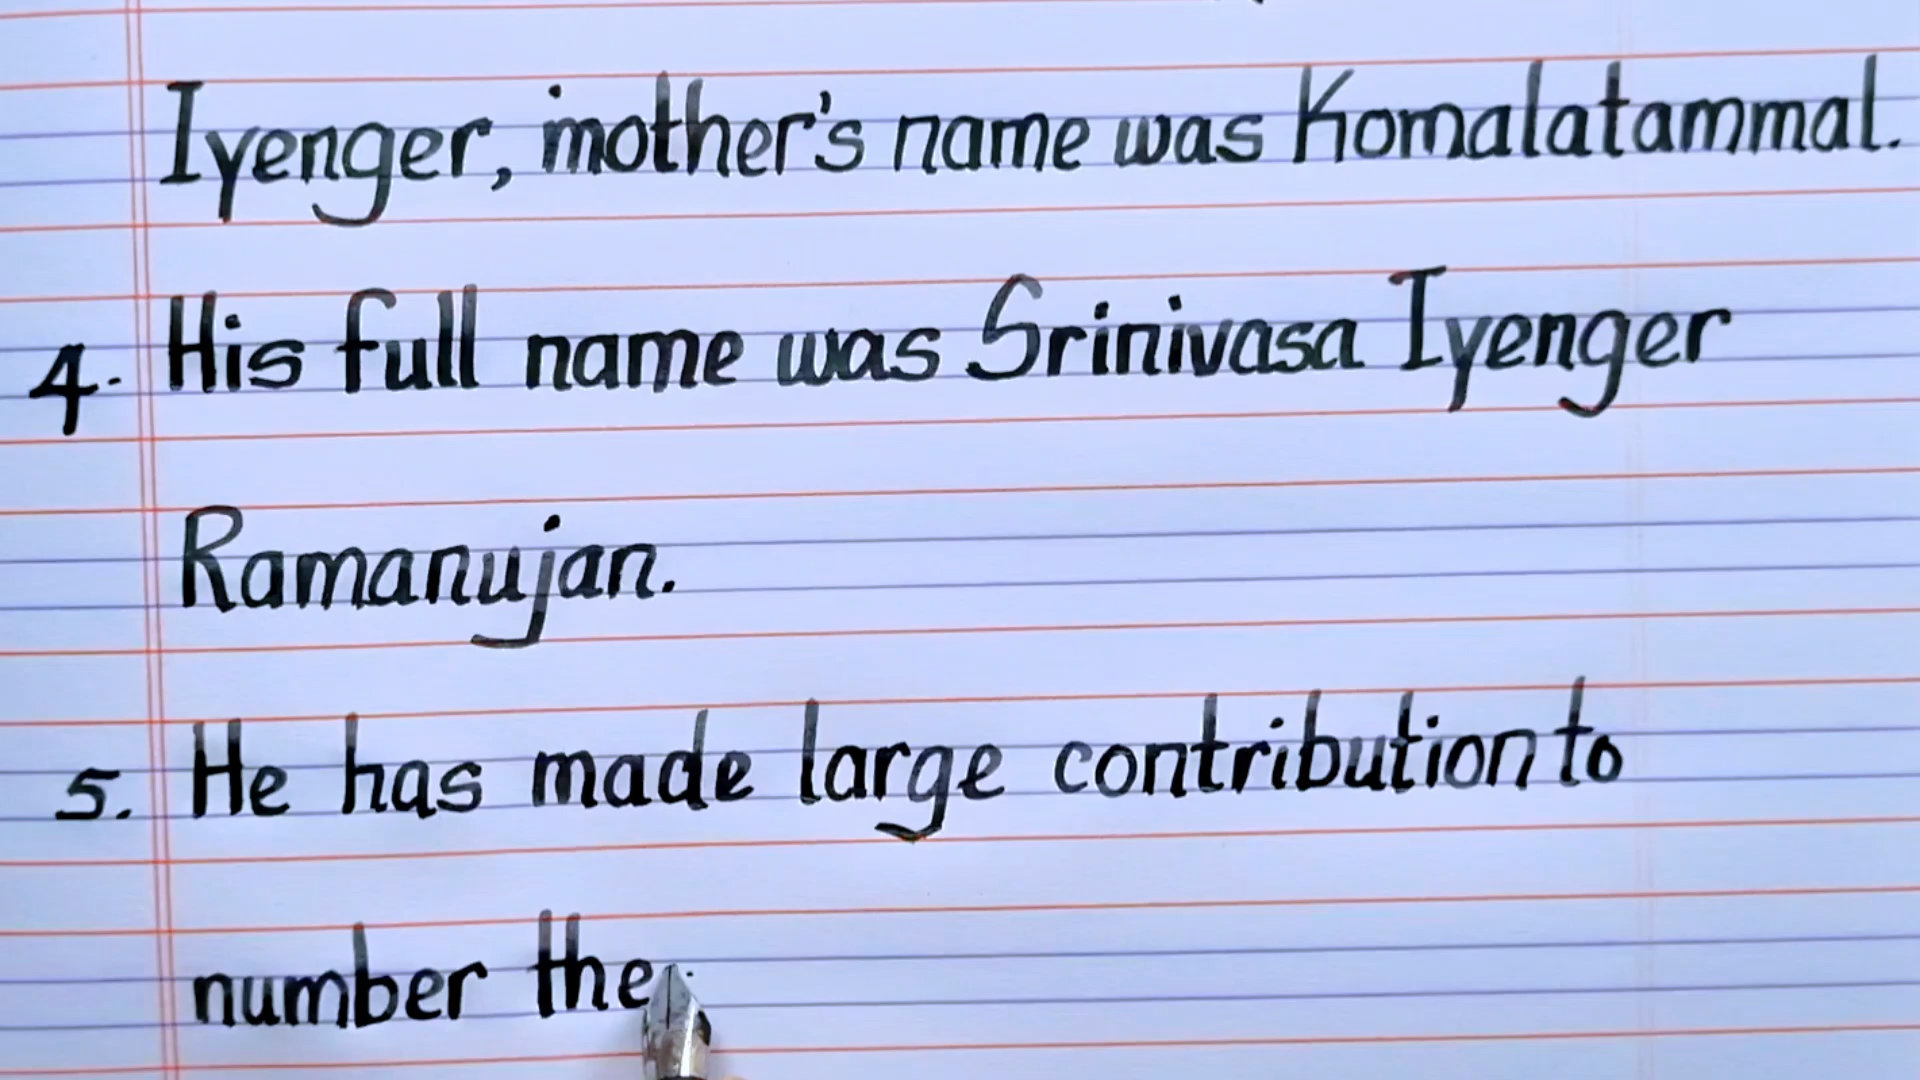 Iyenger, mother's name was Komalatammal.
4. His full name was Srinivasa Iyenger
Ramanujan.
5. He has made large contribution to
number the